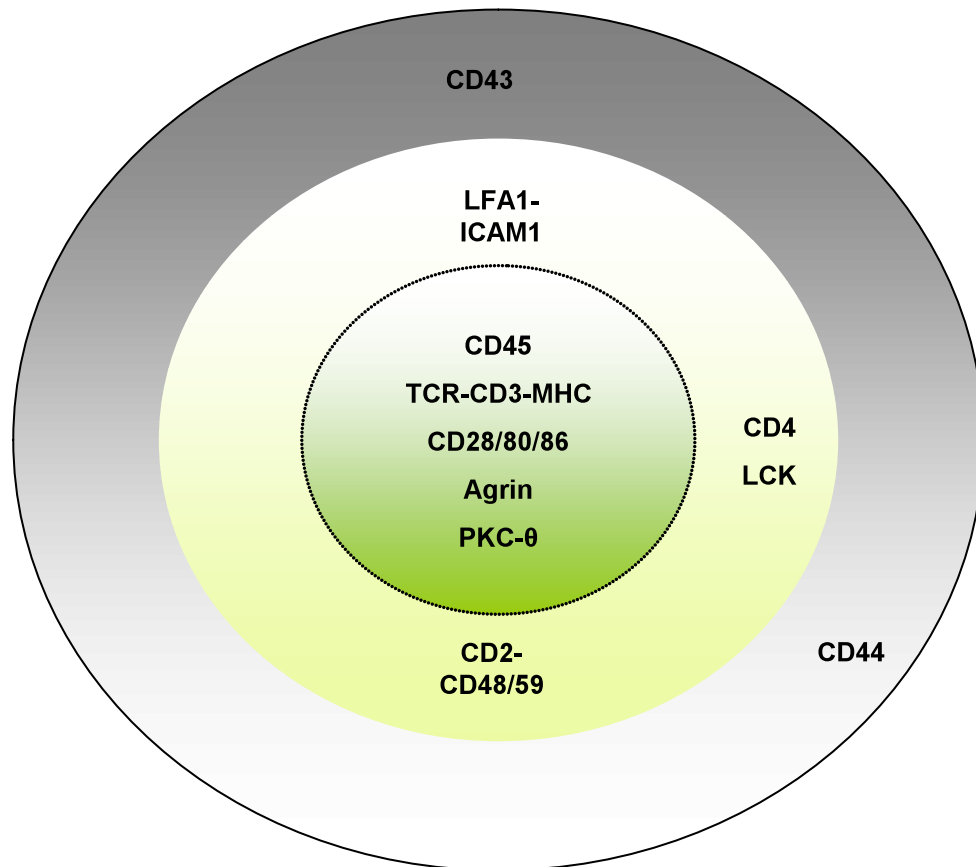 CD43
LFA1-
ICAM1
CD45
TCR-CD3-MHC
CD28/80/86
Agrin
PKC-θ
CD4
LCK
CD2-
CD48/59
CD44